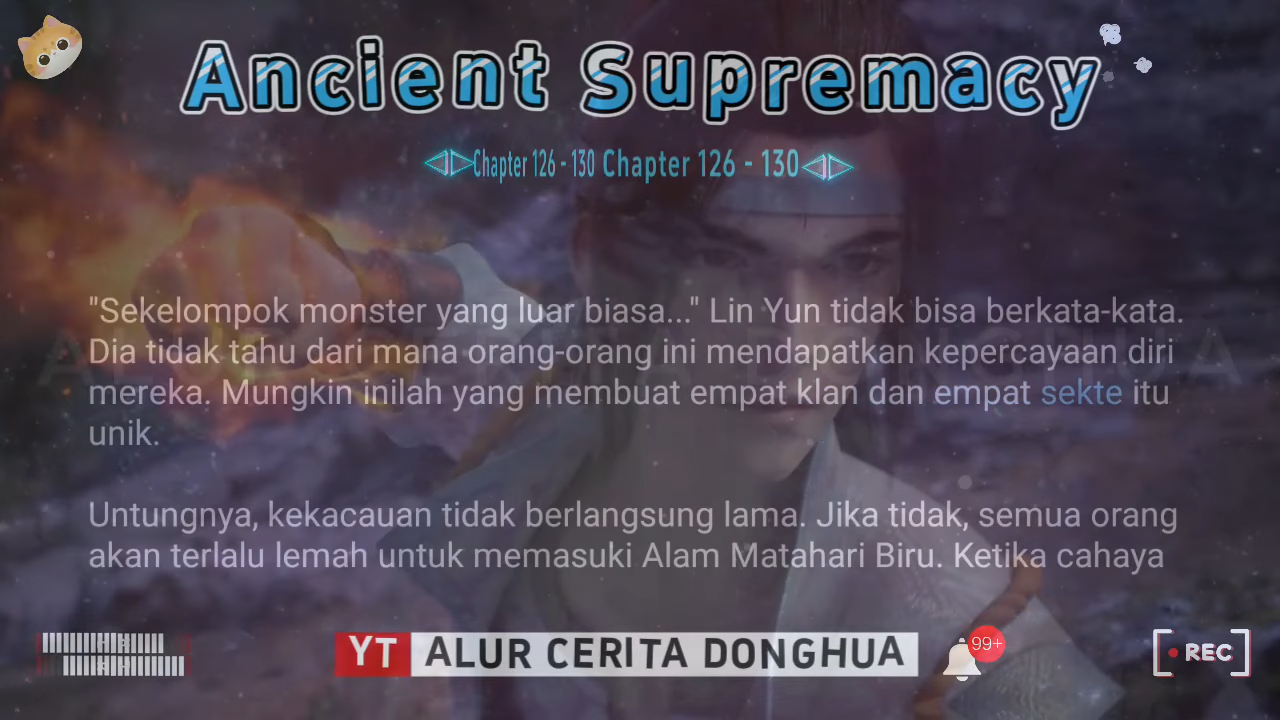 Ancient Supremacy
Chapter 126 - 130 Chapter 126 - 130
"Sekelompok monster yang luar biasa..." Lin Yun tidak bisa berkata-kata.
Dia tidak tahu dari mana orang-orang ini mendapatkan kepercayaan diri
mereka. Mungkin inilah yang membuat empat klan dan empat sekte itu
unik.
Untungnya, kekacauan tidak berlangsung lama. Jika tidak, semua orang
akan terlalu lemah untuk memasuki Alam Matahari Biru. Ketika cahaya
YT ALUR CERITA DONGHUA
99+
REC